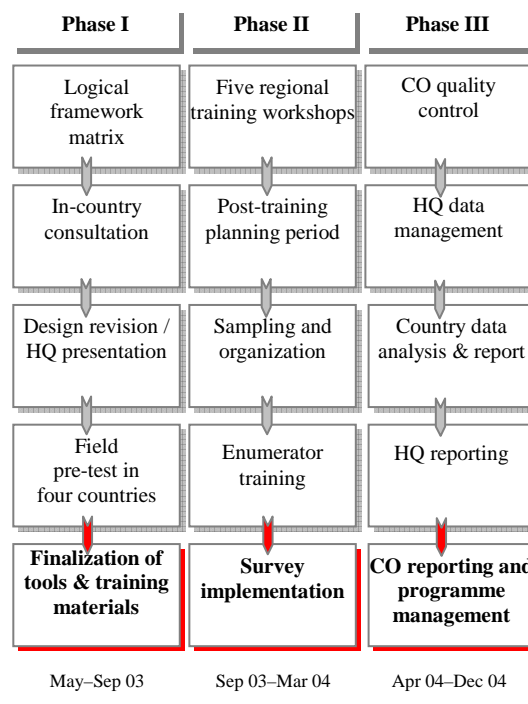 Phase I
Logical
framework
matrix
In-country
consultation
Design revision /
HQ presentation
Field
pre-test in
four countries
Finalization of
tools & training
materials
May–Sep 03
Phase II
Five regional
training workshops
Post-training
planning period
Sampling and
organization
Enumerator
training
Survey
implementation
Sep 03–Mar 04
Phase III
CO quality
control
HQ data
management
Country data
analysis & report
HQ reporting
CO reporting and
programme
management
Apr 04–Dec 04